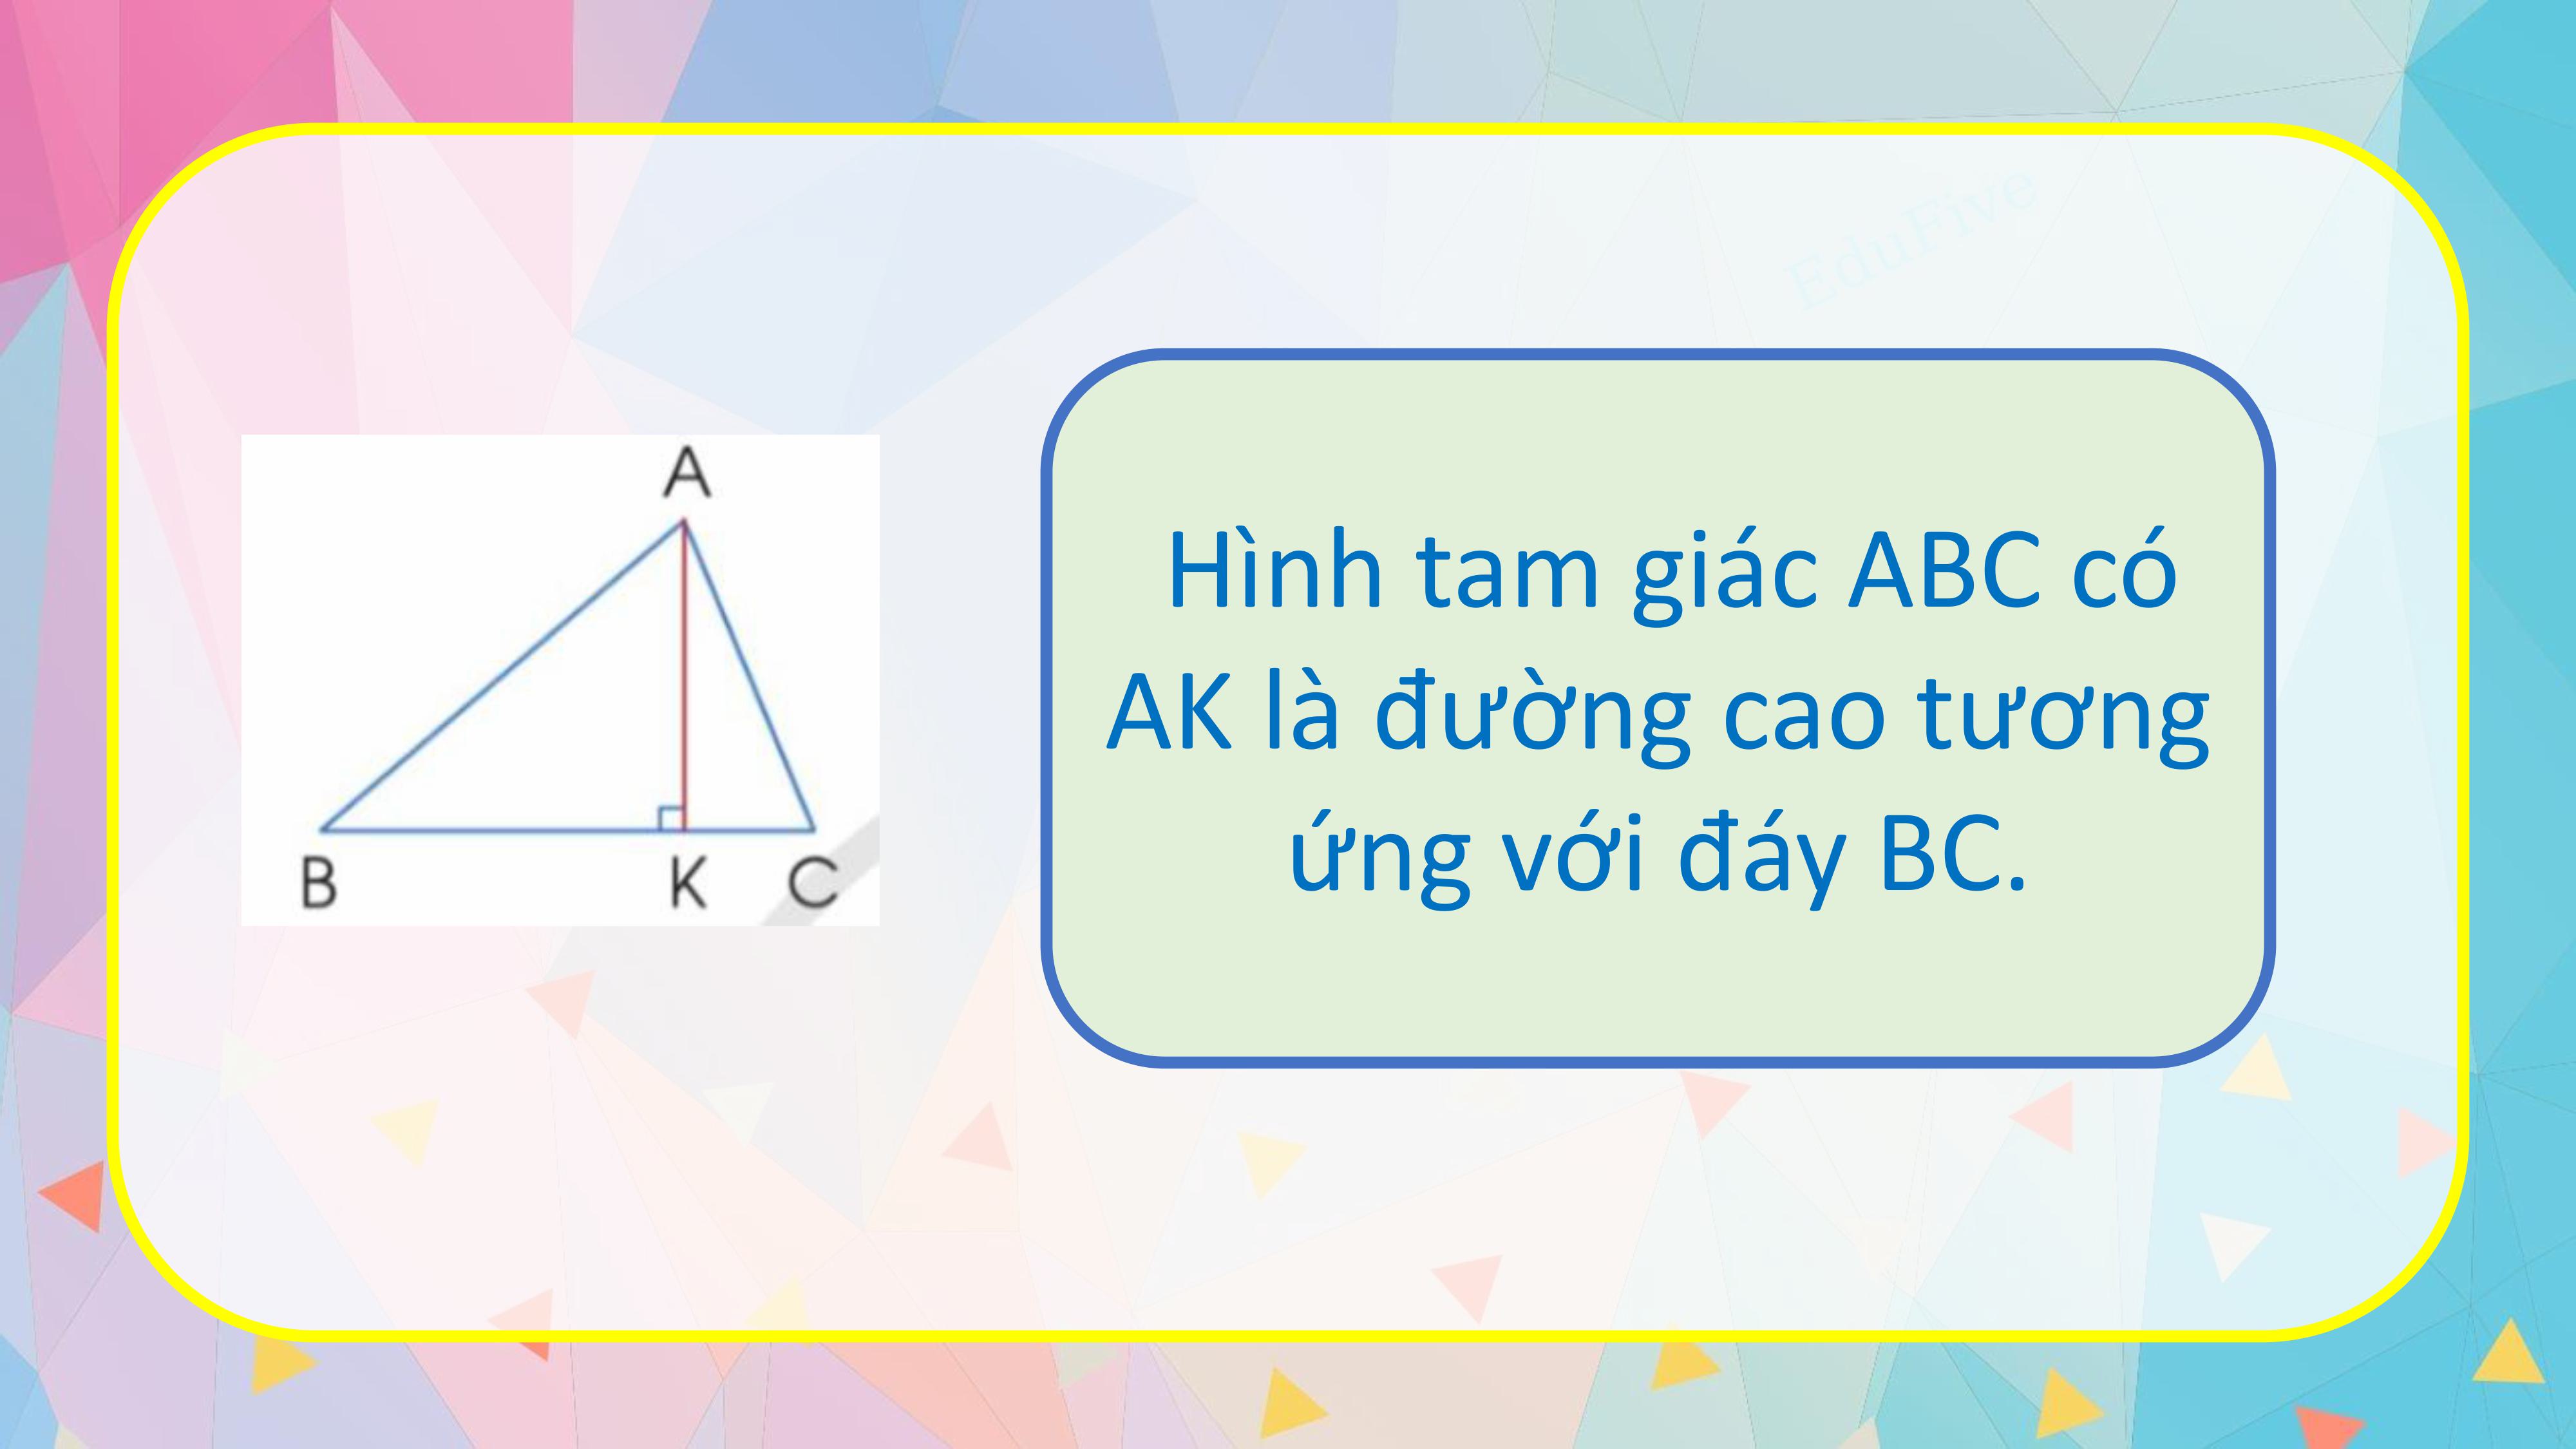 EduFive
A
B
K
C
Hình tam giác ABC có
AK là đường cao tương
ứng với đáy BC.